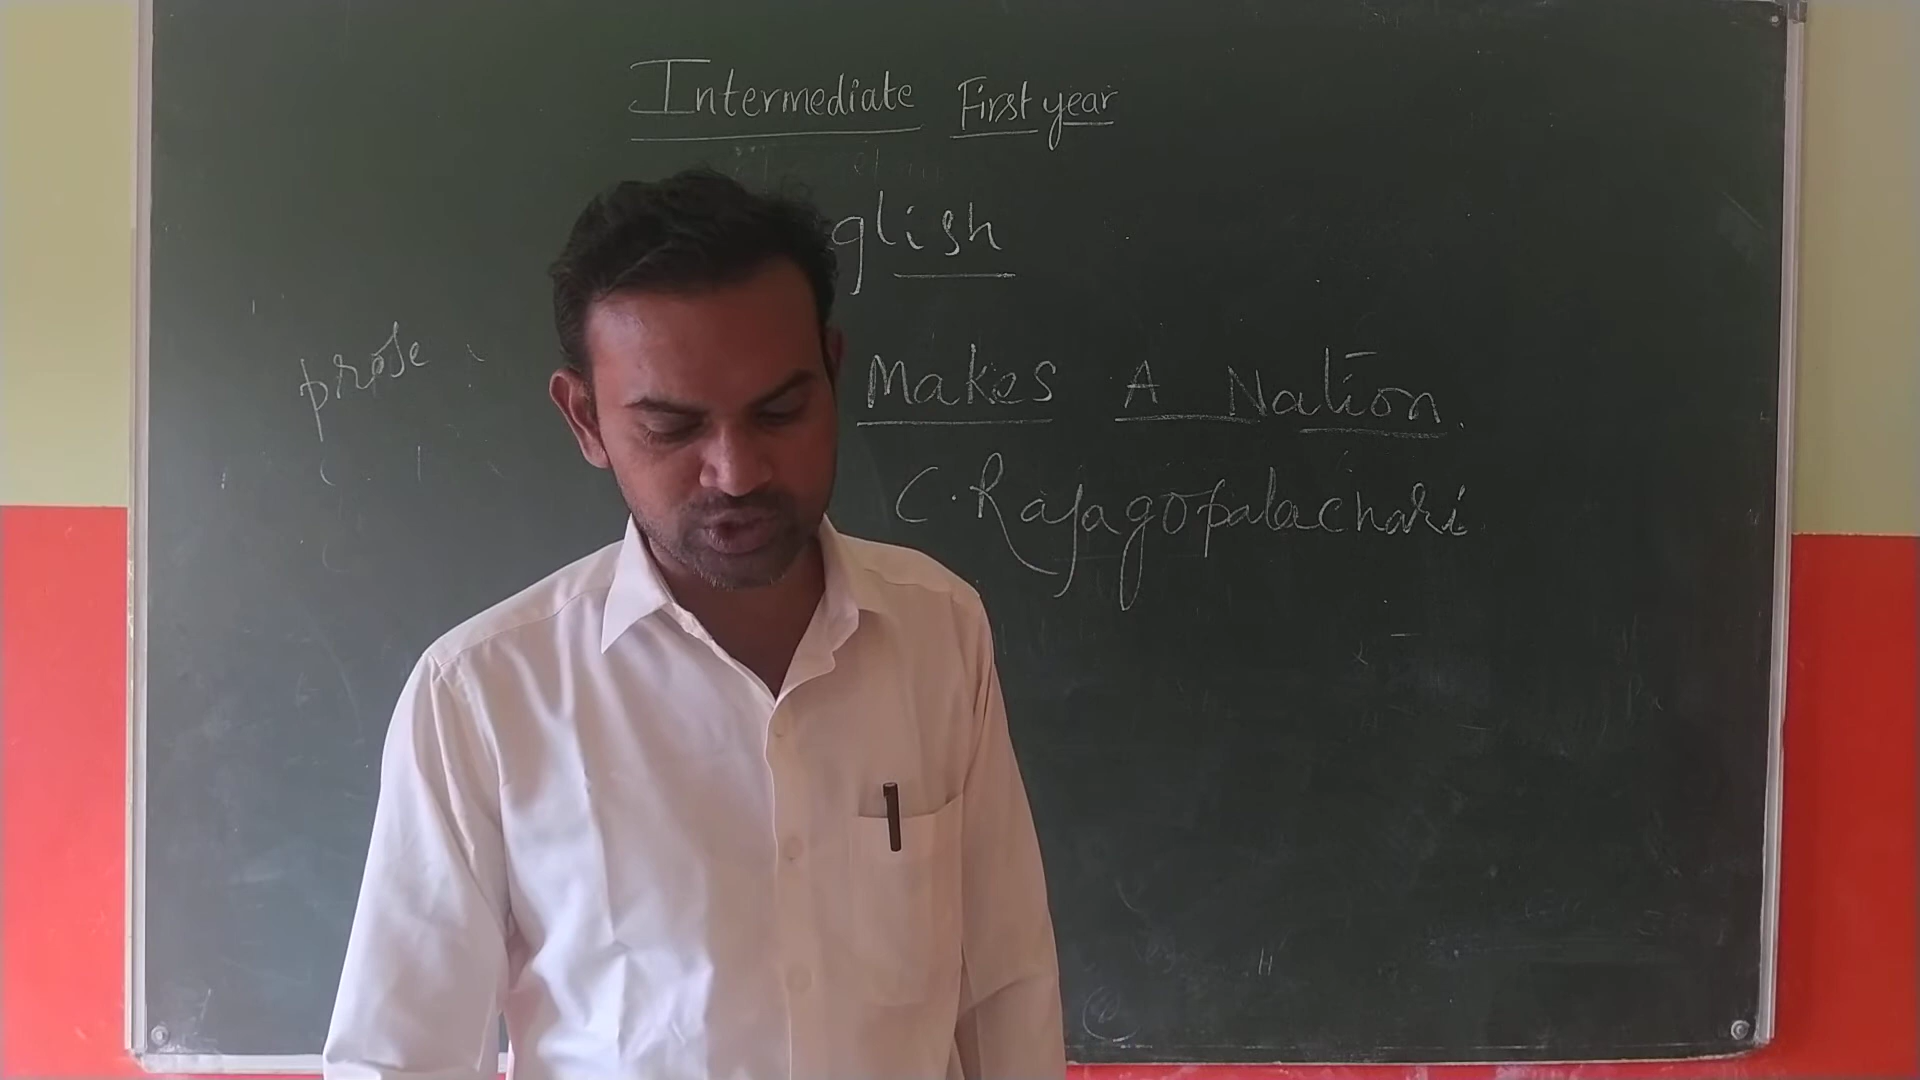 Intermediate First year
glish
prose : Makes A Nation.
C. Rajagopalachari